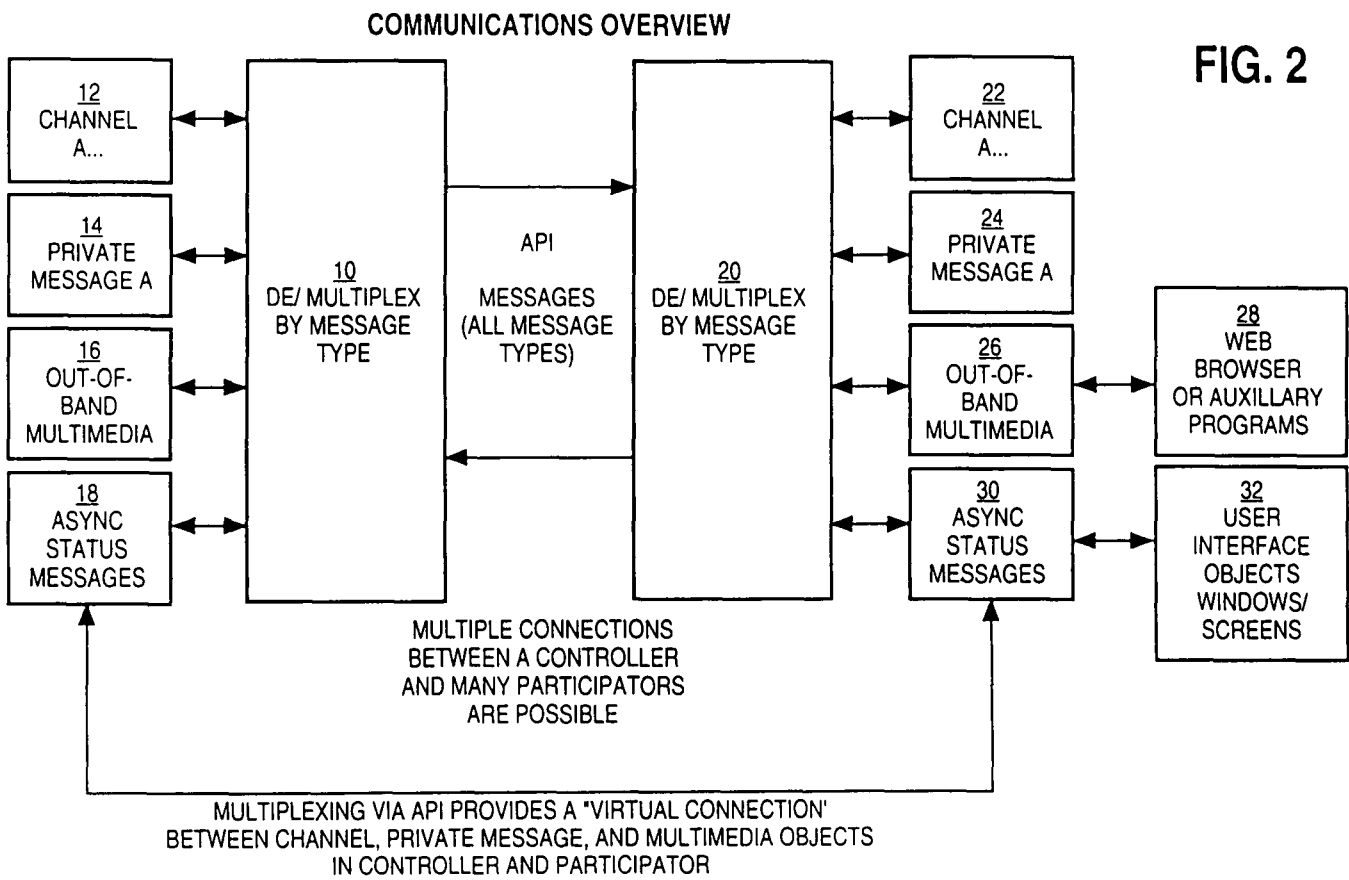 COMMUNICATIONS OVERVIEW
FIG. 2
12
CHANNEL
A...
14
PRIVATE
MESSAGE A
16
OUT-OF-
BAND
MULTIMEDIA
18
ASYNC
STATUS
MESSAGES
10
DE/ MULTIPLEX
BY MESSAGE
TYPE
API
MESSAGES
(ALL MESSAGE
TYPES)
20
DE/ MULTIPLEX
BY MESSAGE
TYPE
22
CHANNEL
A...
24
PRIVATE
MESSAGE A
26
OUT-OF-
BAND
MULTIMEDIA
30
ASYNC
STATUS
MESSAGES
28
WEB
BROWSER
OR AUXILLARY
PROGRAMS
32
USER
INTERFACE
OBJECTS
WINDOWS/
SCREENS
MULTIPLE CONNECTIONS
BETWEEN A CONTROLLER
AND MANY PARTICIPATORS
ARE POSSIBLE
MULTIPLEXING VIA API PROVIDES A "VIRTUAL CONNECTION'
BETWEEN CHANNEL, PRIVATE MESSAGE, AND MULTIMEDIA OBJECTS
IN CONTROLLER AND PARTICIPATOR